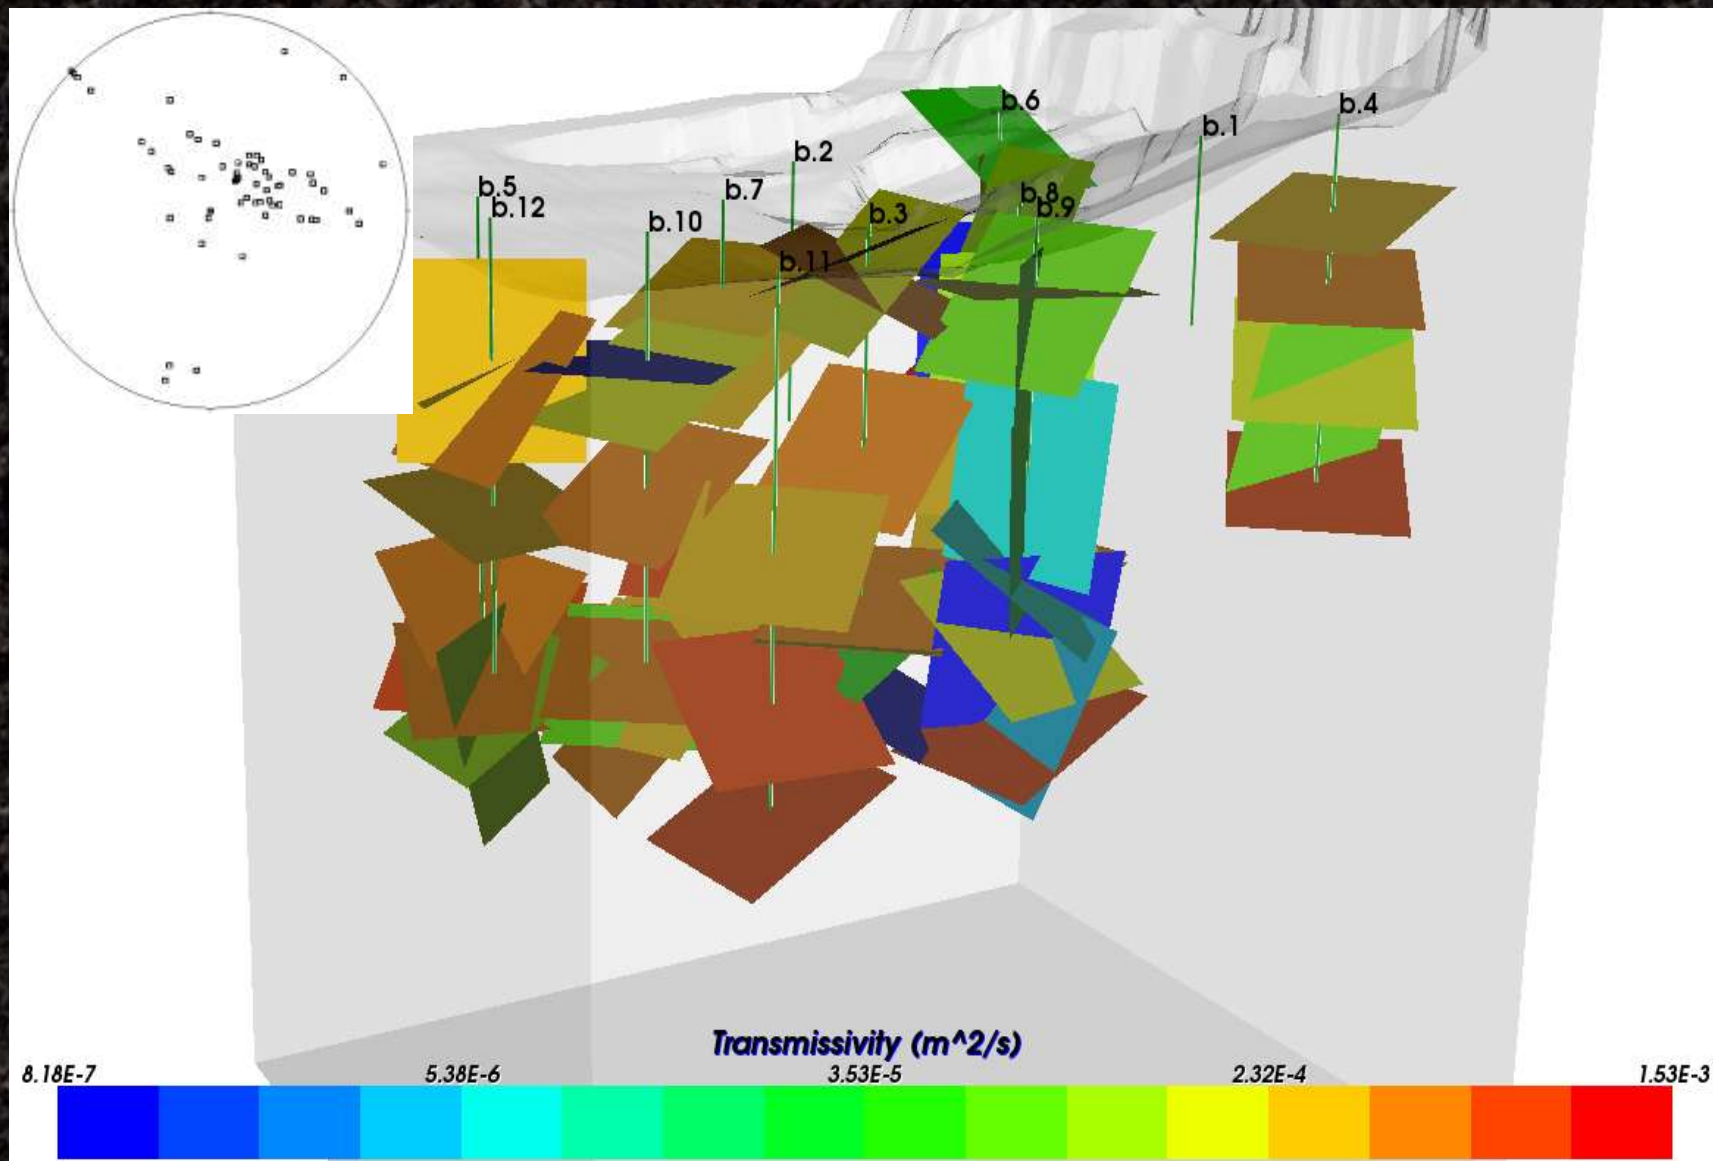 b.6
b.4
b.1
b.2
b.5
b.7
b.8
b.12
b.10
b.3
b.9
b.11
Transmissivity (m^2/s)
8.18E-7 5.38E-6 3.53E-5 2.32E-4 1.53E-3